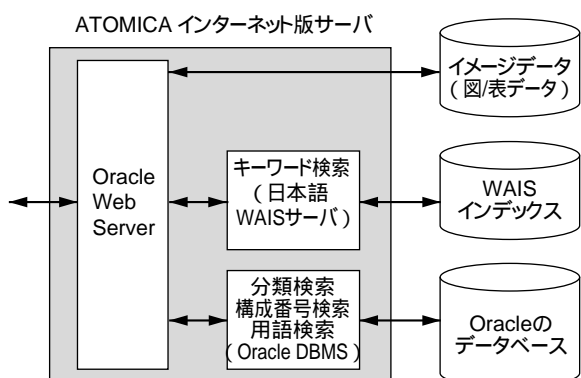 ATOMICA インターネット版サーバ
イメージデータ
(図/表データ)
Oracle
Web
Server
キーワード検索
(日本語
WAISサーバ)
WAIS
インデックス
分類検索
構成番号検索
用語検索
(Oracle DBMS)
Oracleの
データベース